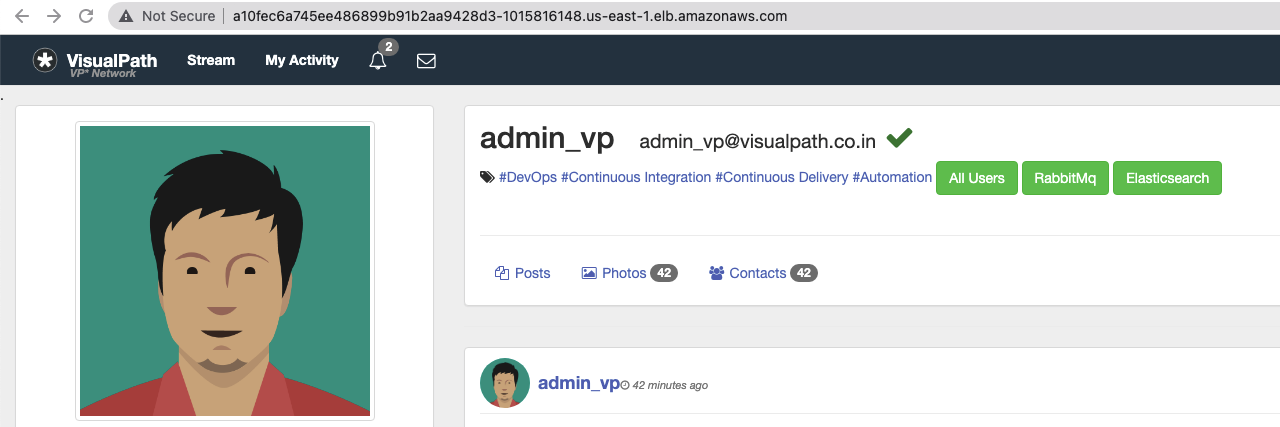 Not Secure a10fec6a745ee486899b91b2aa9428d3-1015816148.us-east-1.elb.amazonaws.com
VisualPath Stream My Activity 2
VP* Network
.
admin_vp admin_vp@visualpath.co.in
#DevOps #Continuous Integration #Continuous Delivery #Automation All Users RabbitMq Elasticsearch
Posts Photos 42 Contacts 42
admin_vp 42 minutes ago